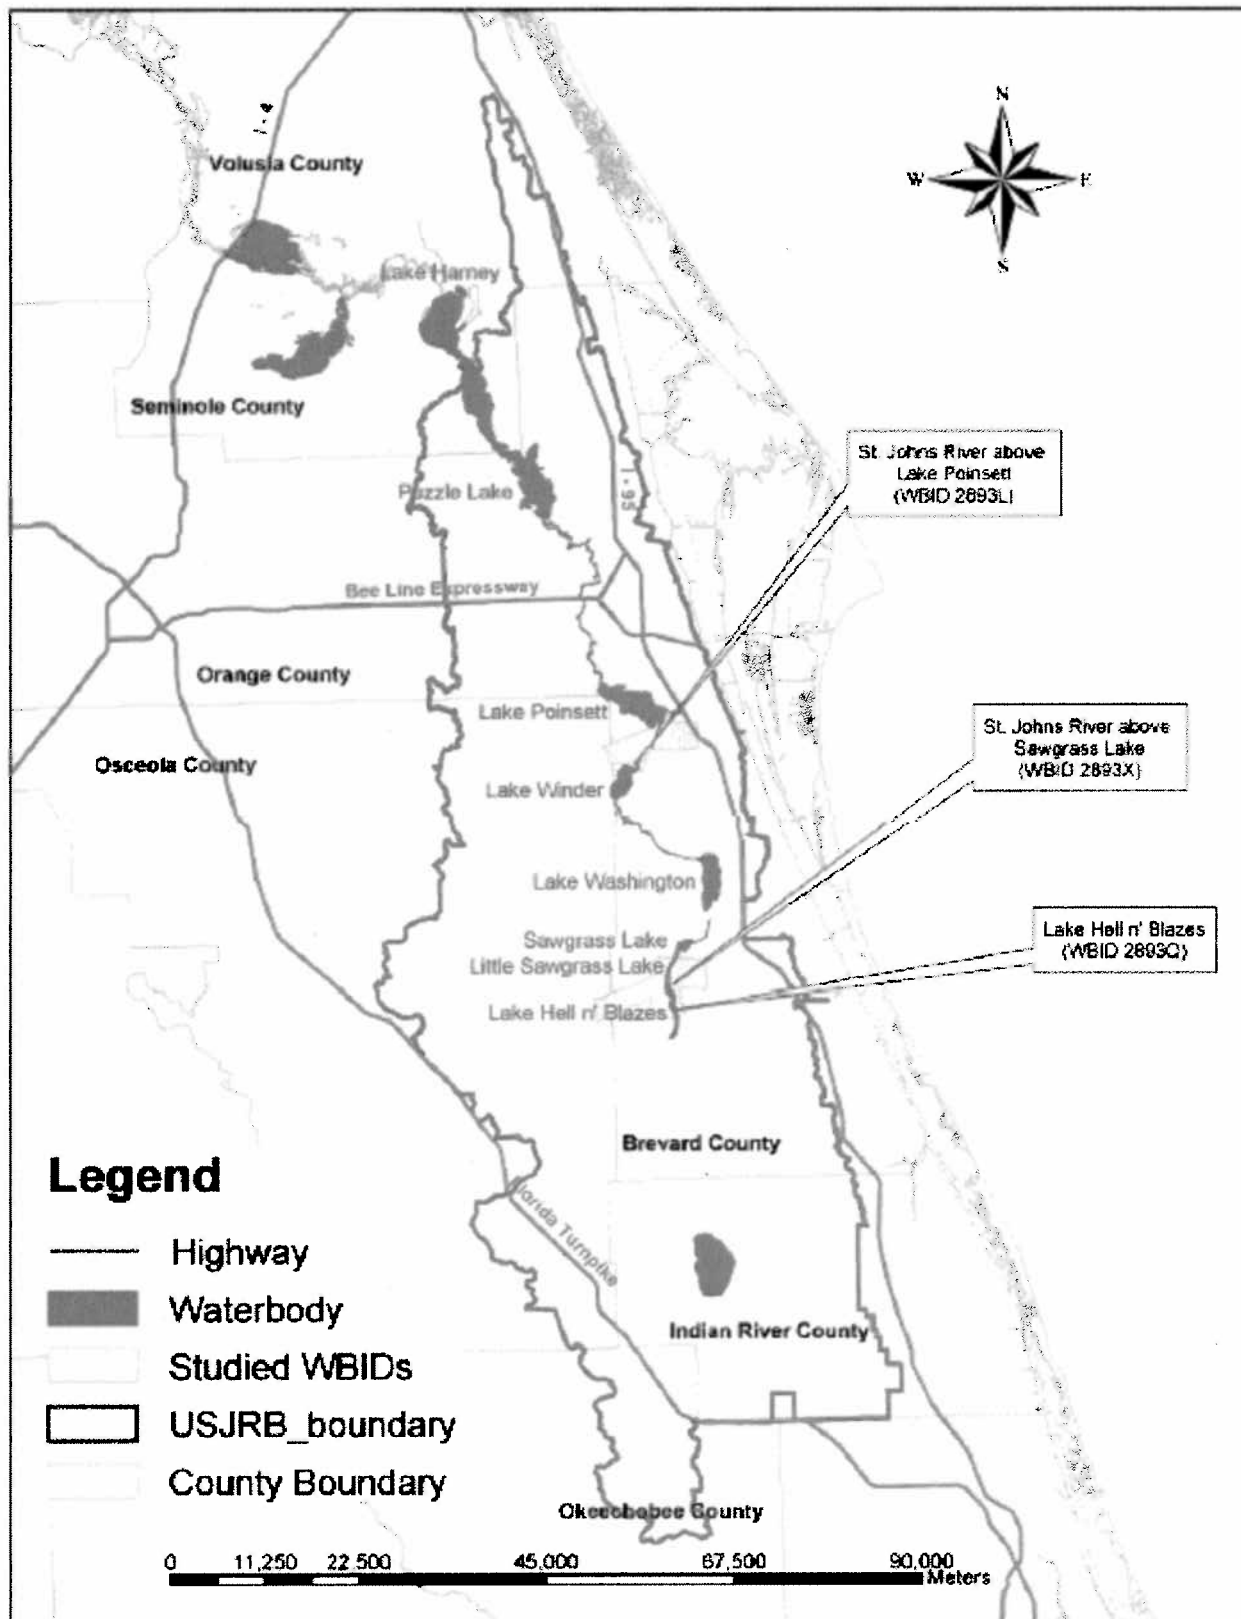 N
I-4
Volusia County
W
E
S
Lake Harney
Seminole County
St. Johns River above
Lake Poinsett
(WBID 2893L)
Puzzle Lake
I-95
Bee Line Expressway
Orange County
Lake Poinsett
St. Johns River above
Sawgrass Lake
(WBID 2893X)
Osceola County
Lake Winder
Lake Washington
Lake Hell n' Blazes
(WBID 2893Q)
Sawgrass Lake
Little Sawgrass Lake
Lake Hell n' Blazes
Brevard County
Legend
Florida Turnpike
Highway
Waterbody
Indian River County
Studied WBIDs
USJRB_boundary
County Boundary
Okeechobee County
0 11,250 22,500 45,000 67,500 90,000
Meters